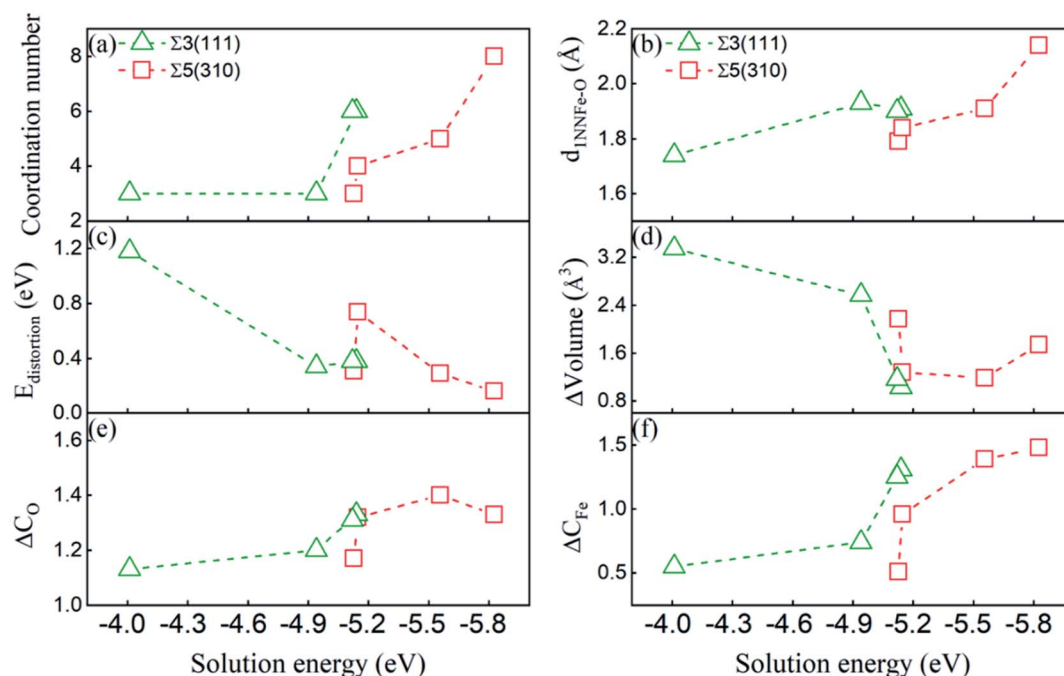 (a)
Σ3(111)
Σ5(310)
Coordination number
8
6
4
2
(b)
Σ3(111)
Σ5(310)
d1NNFe-O (Å)
2.2
2.0
1.8
1.6
(c)
Edistortion (eV)
1.2
0.8
0.4
0.0
(d)
ΔVolume (Å³)
3.2
2.4
1.6
0.8
(e)
ΔCO
1.6
1.4
1.2
1.0
-4.0 -4.3 -4.6 -4.9 -5.2 -5.5 -5.8
Solution energy (eV)
(f)
ΔCFe
1.5
1.0
0.5
-4.0 -4.3 -4.6 -4.9 -5.2 -5.5 -5.8
Solution energy (eV)